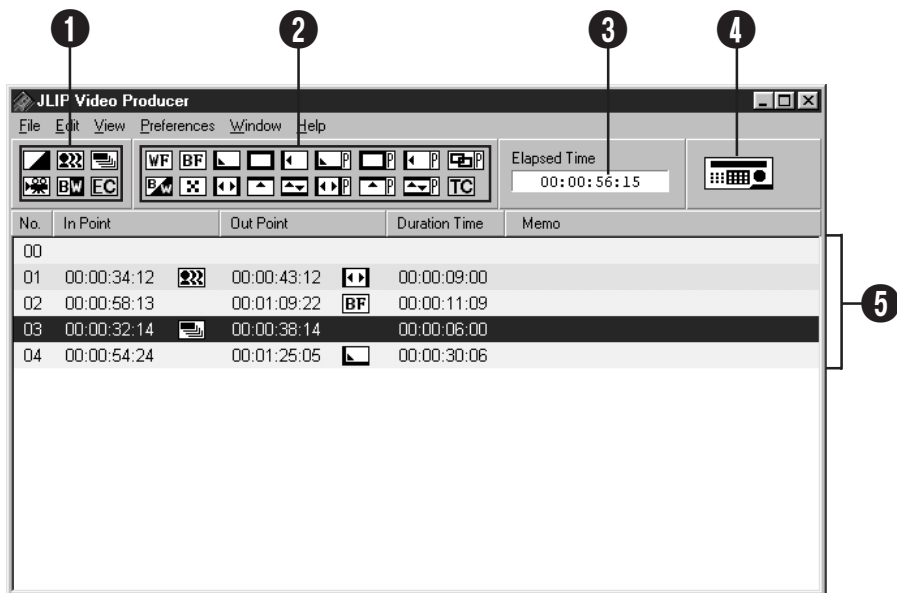 1 2 3 4
JLIP Video Producer
File Edit View Preferences Window Help
WF BF P P P P
BW EC B/W P P P TC
Elapsed Time
00:00:56:15
No. In Point Out Point Duration Time Memo
00
01 00:00:34:12 00:00:43:12 00:00:09:00
02 00:00:58:13 00:01:09:22 BF 00:00:11:09
03 00:00:32:14 00:00:38:14 00:00:06:00
04 00:00:54:24 00:01:25:05 00:00:30:06
5